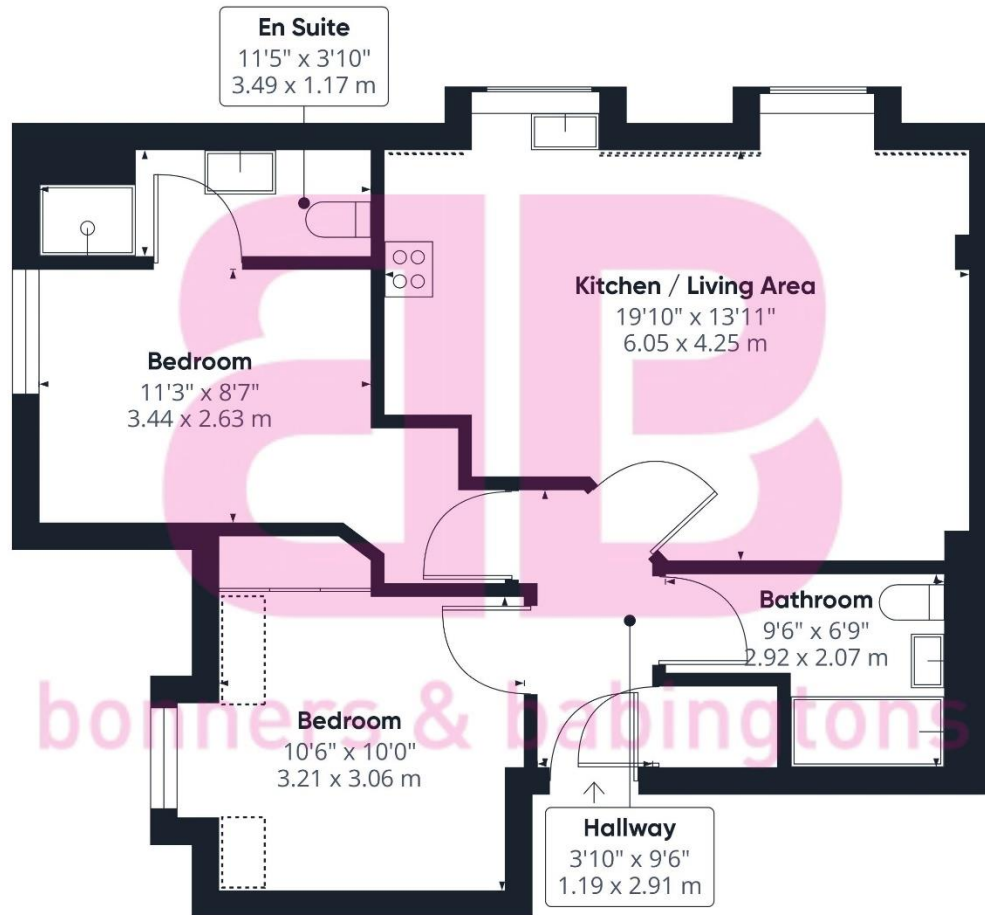 En Suite
11'5" x 3'10"
3.49 x 1.17 m
Kitchen / Living Area
19'10" x 13'11"
6.05 x 4.25 m
Bedroom
11'3" x 8'7"
3.44 x 2.63 m
Bathroom
9'6" x 6'9"
2.92 x 2.07 m
Bedroom
10'6" x 10'0"
3.21 x 3.06 m
Hallway
3'10" x 9'6"
1.19 x 2.91 m
aB
bonners & babingtons